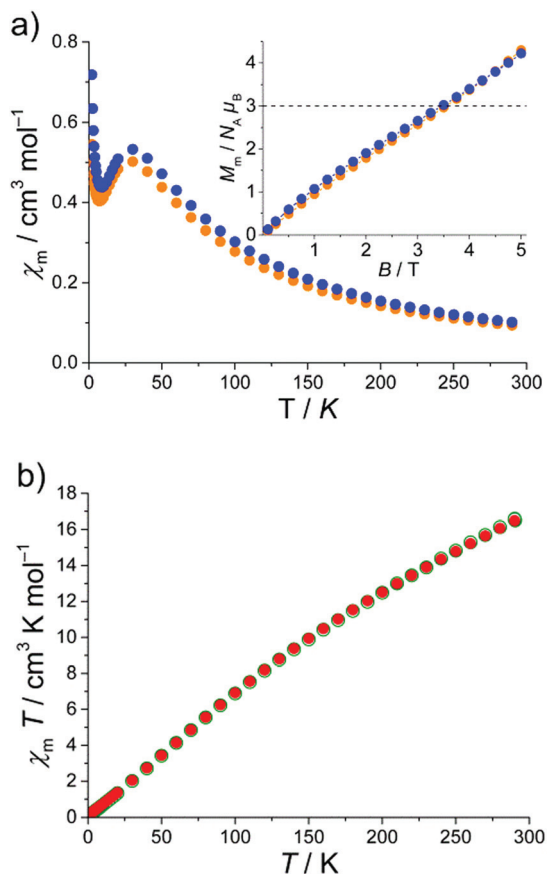 a)
0.8
0.6
0.4
0.2
0.0
χm / cm³ mol⁻¹
0 50 100 150 200 250 300
T / K
4
3
2
1
0
Mm / NA μB
1 2 3 4 5
B / T
b)
18
16
14
12
10
8
6
4
2
0
χm T / cm³ K mol⁻¹
0 50 100 150 200 250 300
T / K